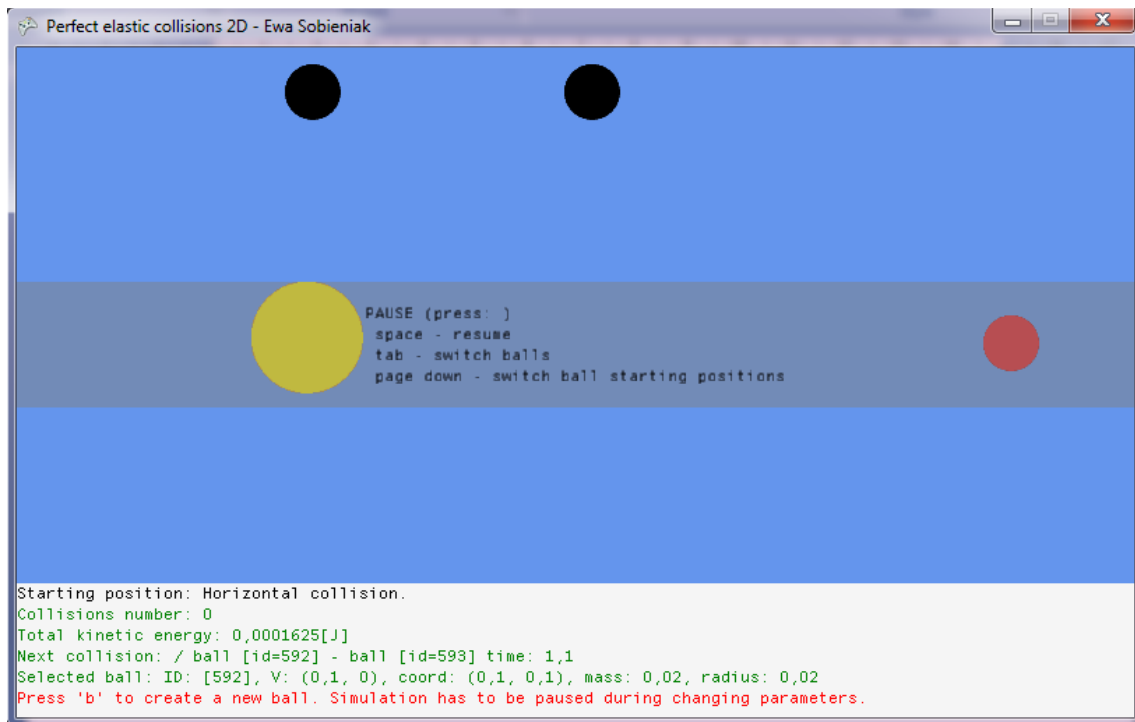 Perfect elastic collisions 2D - Ewa Sobieniak
PAUSE (press: )
space - resume
tab - switch balls
page down - switch ball starting positions
Starting position: Horizontal collision.
Collisions number: 0
Total kinetic energy: 0,0001625[J]
Next collision: / ball [id=592] - ball [id=593] time: 1,1
Selected ball: ID: [592], V: (0,1, 0), coord: (0,1, 0,1), mass: 0,02, radius: 0,02
Press 'b' to create a new ball. Simulation has to be paused during changing parameters.